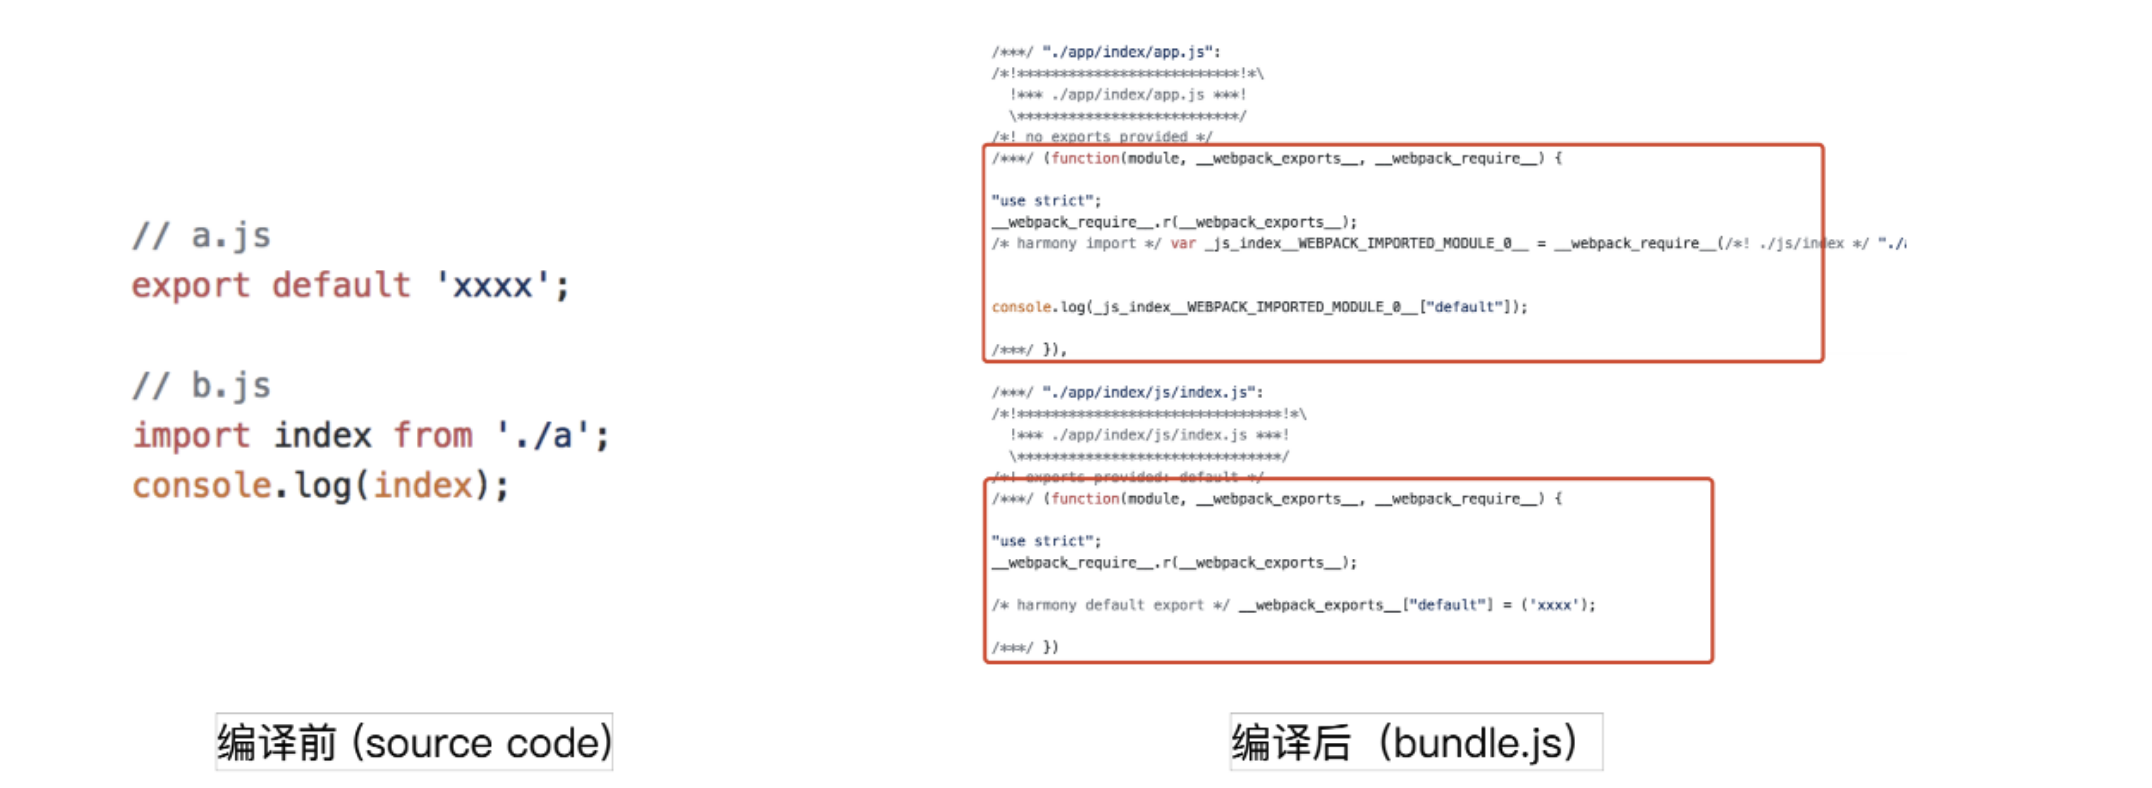 // a.js
export default 'xxxx';
// b.js
import index from './a';
console.log(index);
编译前 (source code)
/***/ "./app/index/app.js":
/*!**************************!*\
!*** ./app/index/app.js ***!
\**************************/
/*! no exports provided */
/***/ (function(module, __webpack_exports__, __webpack_require__) {
"use strict";
__webpack_require__.r(__webpack_exports__);
/* harmony import */ var _js_index__WEBPACK_IMPORTED_MODULE_0__ = __webpack_require__(/*! ./js/index */ "./
console.log(_js_index__WEBPACK_IMPORTED_MODULE_0__["default"]);
/***/ }),
/***/ "./app/index/js/index.js":
/*!*******************************!*\
!*** ./app/index/js/index.js ***!
\*******************************/
/*! exports provided: default */
/***/ (function(module, __webpack_exports__, __webpack_require__) {
"use strict";
__webpack_require__.r(__webpack_exports__);
/* harmony default export */ __webpack_exports__["default"] = ('xxxx');
/***/ })
编译后（bundle.js）